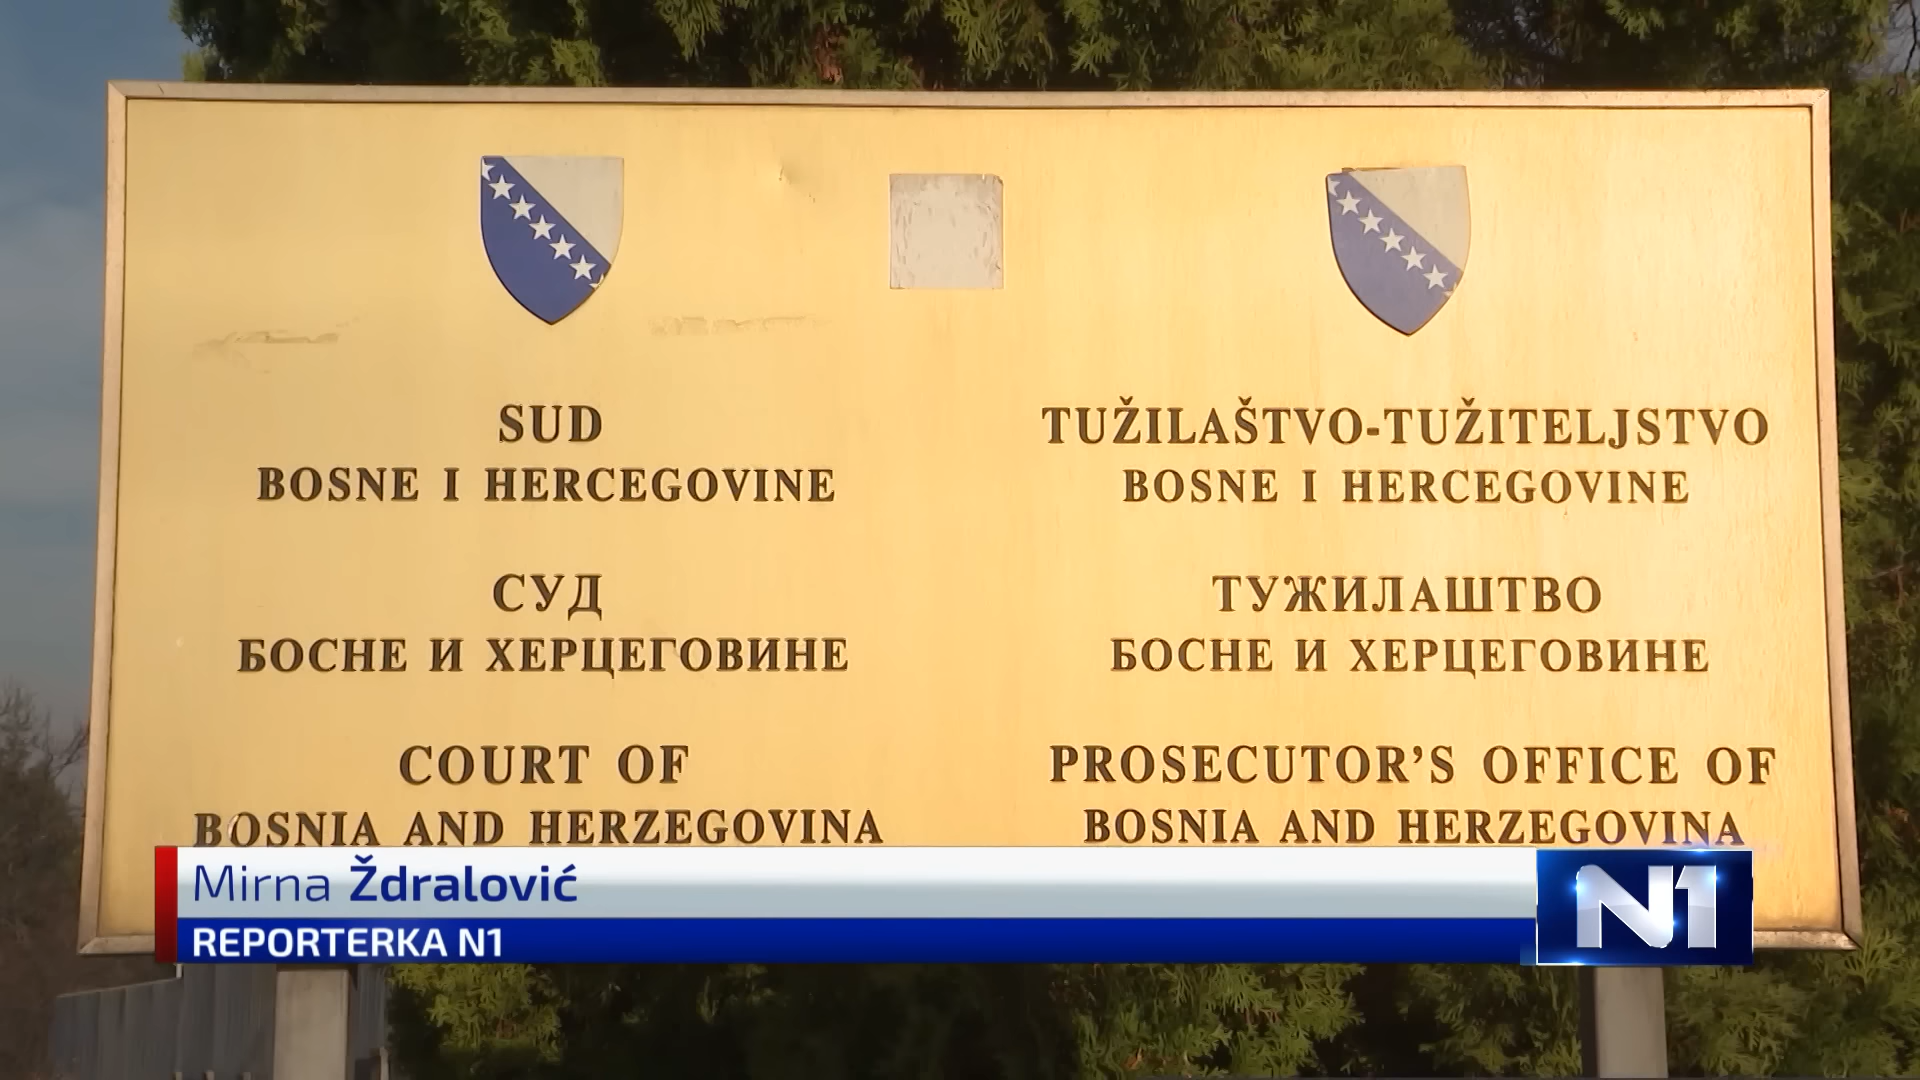 SUD
BOSNE I HERCEGOVINE
СУД
БОСНЕ И ХЕРЦЕГОВИНЕ
COURT OF
BOSNIA AND HERZEGOVINA
TUŽILAŠTVO-TUŽITELJSTVO
BOSNE I HERCEGOVINE
ТУЖИЛАШТВО
БОСНЕ И ХЕРЦЕГОВИНЕ
PROSECUTOR'S OFFICE OF
BOSNIA AND HERZEGOVINA
Mirna Ždralović
REPORTERKA N1
N1